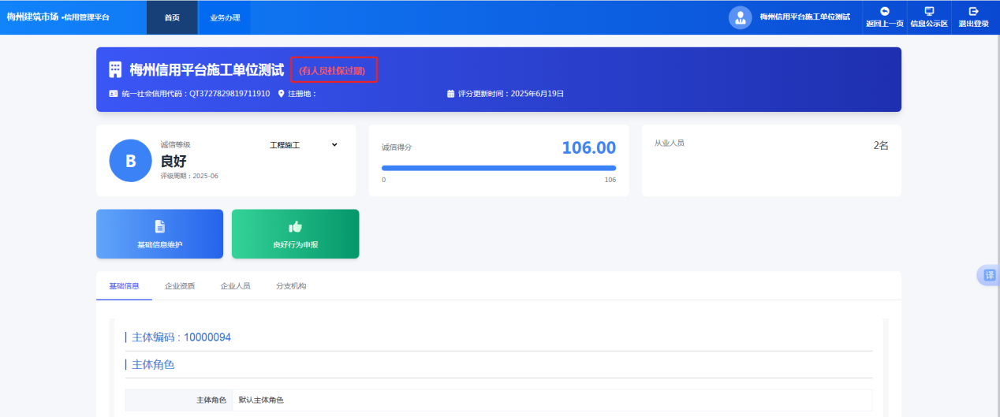 梅州建筑市场 •信用管理平台
首页
业务办理
梅州信用平台施工单位测试
返回上一页
信息公示区
退出登录
梅州信用平台施工单位测试 (有人员社保过期)
统一社会信用代码：QT3727829819711910 注册地： 评分更新时间：2025年6月19日
B
诚信等级
良好
评级周期：2025-06
工程施工
诚信得分
106.00
0
106
从业人员
2名
基础信息维护
良好行为申报
译
基础信息 企业资质 企业人员 分支机构
主体编码：10000094
主体角色
主体角色 默认主体角色